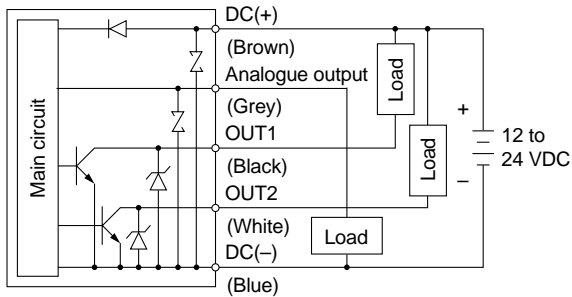 DC(+)
(Brown)
Analogue output
(Grey)
OUT1
(Black)
OUT2
(White)
DC(–)
(Blue)
Main circuit
Load
Load
Load
+
–
12 to
24 VDC